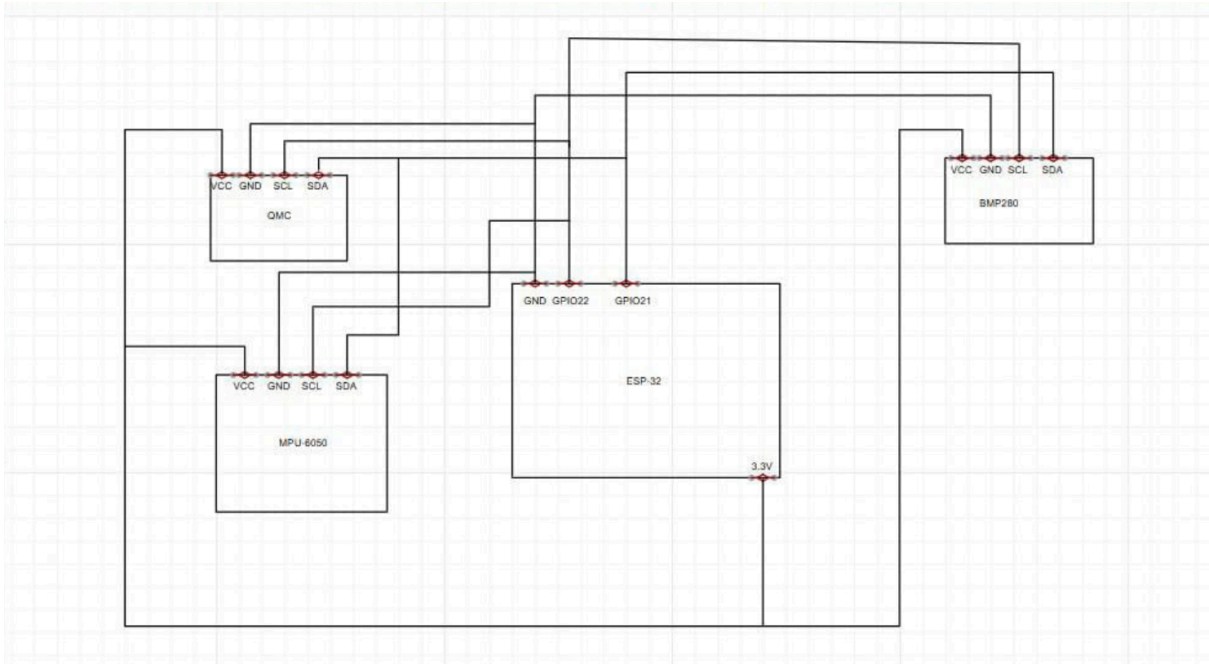 VCC GND SCL SDA
QMC
VCC GND SCL SDA
BMP280
GND GPIO22 GPIO21
ESP-32
3.3V
VCC GND SCL SDA
MPU-6050